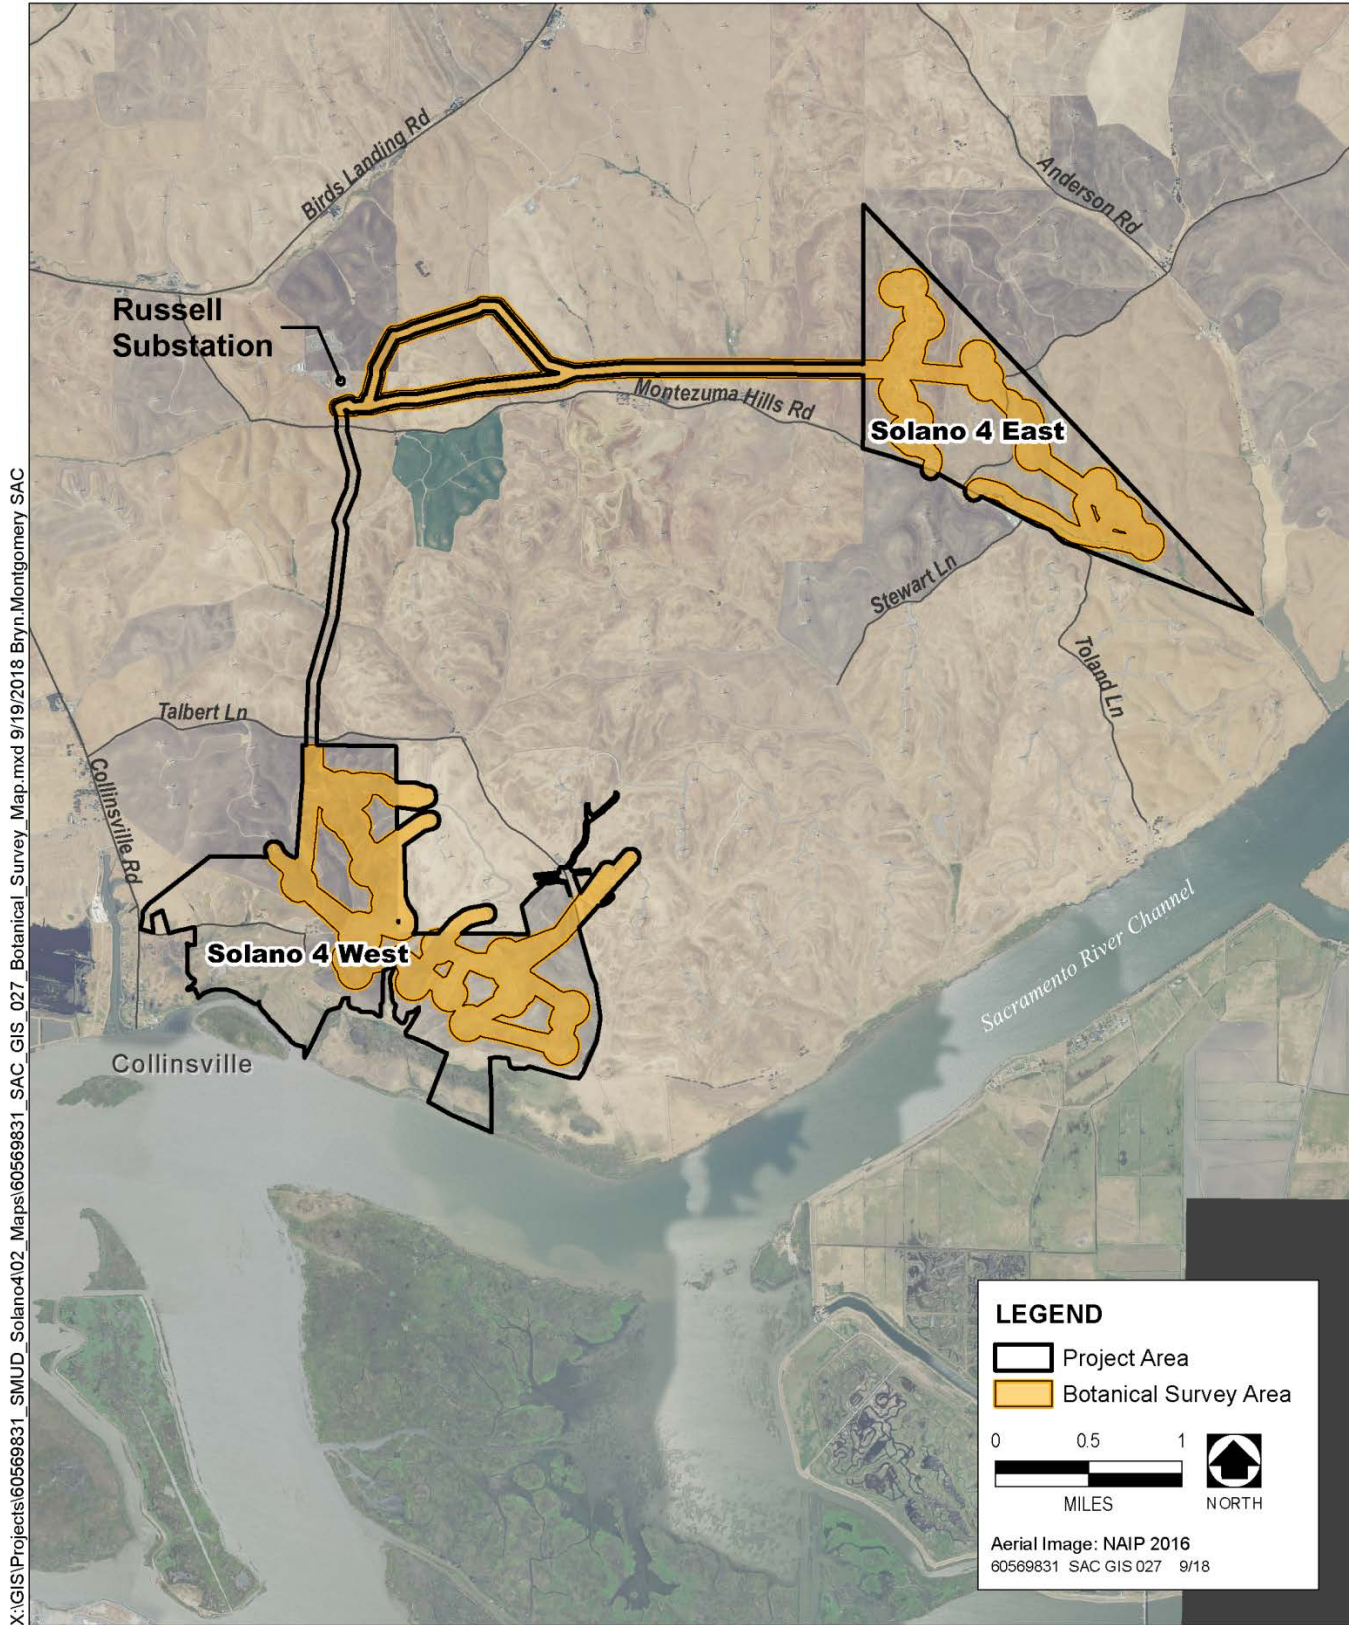 X:\GIS\Projects\60569831_SMUD_Solano4\02_Maps\60569831_SAC_GIS_027_Botanical_Survey_Map.mxd 9/19/2018 Bryn.Montgomery SAC
Birds Landing Rd
Anderson Rd
Russell
Substation
Montezuma Hills Rd
Solano 4 East
Stewart Ln
Toland Ln
Talbert Ln
Collinsville Rd
Solano 4 West
Sacramento River Channel
Collinsville
LEGEND
Project Area
Botanical Survey Area
0 0.5 1
MILES
NORTH
Aerial Image: NAIP 2016
60569831 SAC GIS 027 9/18